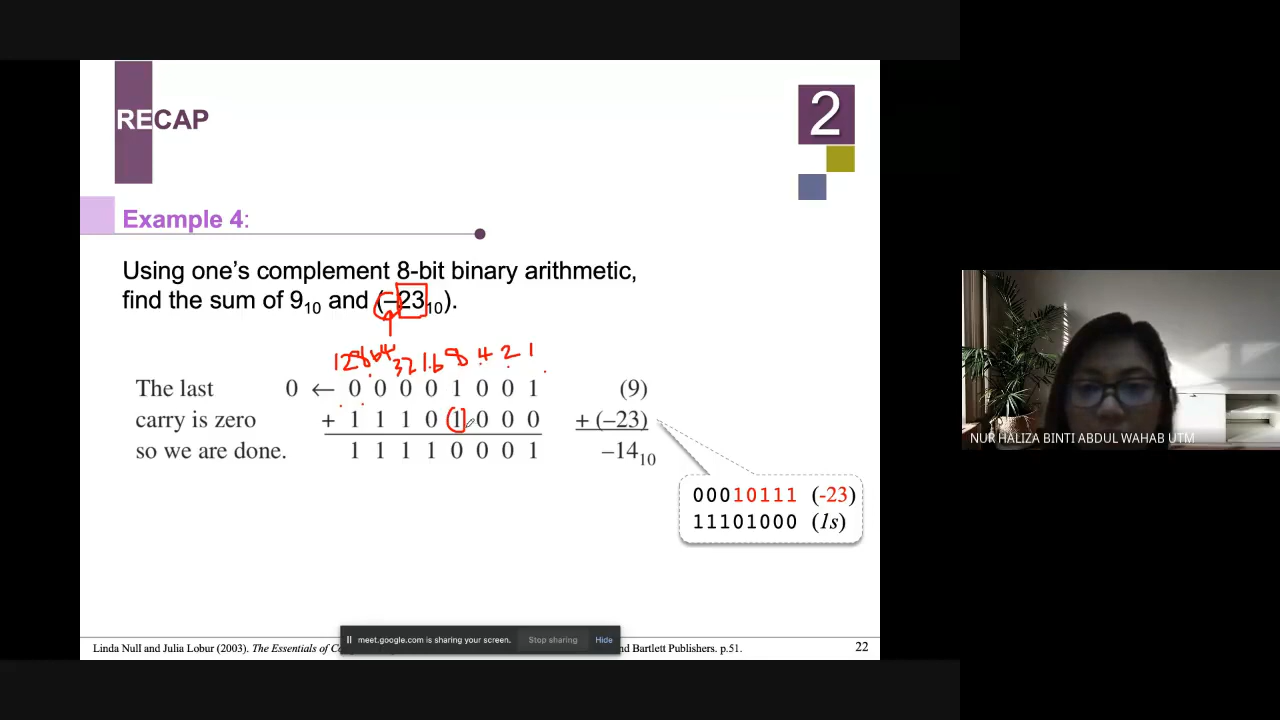 RECAP
2
Example 4:
Using one's complement 8-bit binary arithmetic,
find the sum of 9₁₀ and (–23₁₀).
128 64 32 16 8 4 2 1
The last 0 ← 0 0 0 0 1 0 0 1 (9)
carry is zero + 1 1 1 0 1 0 0 0 + (–23)
so we are done. 1 1 1 1 0 0 0 1 –14₁₀
00010111 (-23)
11101000 (1s)
NUR HALIZA BINTI ABDUL WAHAB UTM
meet.google.com is sharing your screen. Stop sharing Hide
Linda Null and Julia Lobur (2003). The Essentials of and Bartlett Publishers. p.51.
22